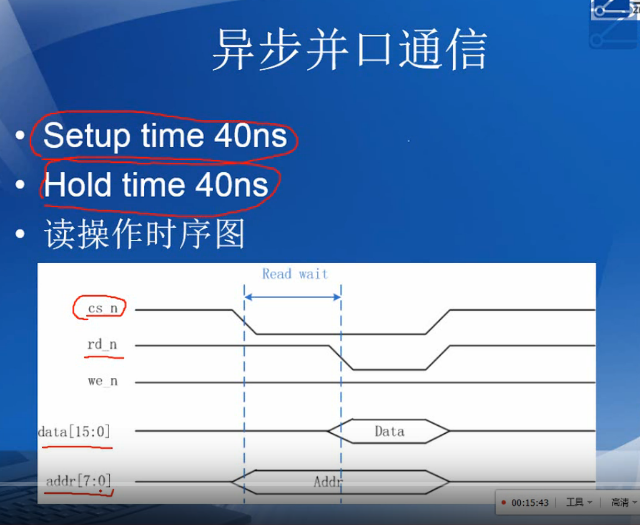 异步并口通信
• Setup time 40ns
• Hold time 40ns
• 读操作时序图
Read wait
cs_n
rd_n
we_n
data[15:0]
Data
addr[7:0]
Addr
00:15:43 工具 高清